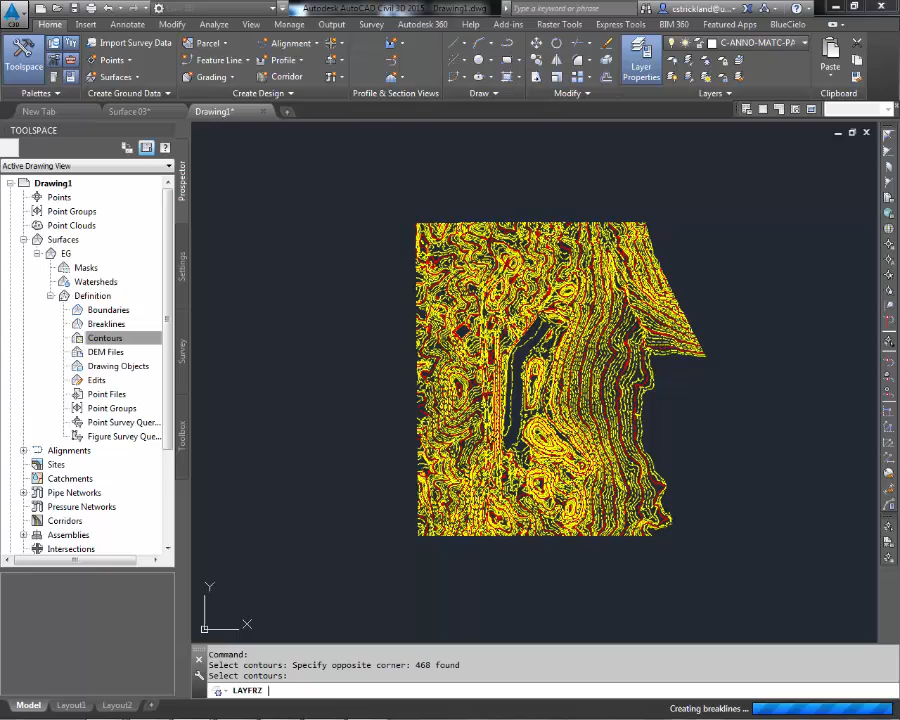 C3D
Autodesk AutoCAD Civil 3D 2015 Drawing1.dwg
Type a keyword or phrase
cstrickland@...
Home Insert Annotate Modify Analyze View Manage Output Survey Autodesk 360 Help Add-ins Raster Tools Express Tools BIM 360 Featured Apps BlueCielo
Toolspace
Import Survey Data
Points
Surfaces
Parcel
Feature Line
Grading
Alignment
Profile
Corridor
Layer Properties
C-ANNO-MATC-PA
Paste
Palettes Create Ground Data Create Design Profile & Section Views Draw Modify Layers Clipboard
New Tab Surface 03* Drawing1*
TOOLSPACE
Active Drawing View
Drawing1
Points
Point Groups
Point Clouds
Surfaces
EG
Masks
Watersheds
Definition
Boundaries
Breaklines
Contours
DEM Files
Drawing Objects
Edits
Point Files
Point Groups
Point Survey Quer...
Figure Survey Que...
Alignments
Sites
Catchments
Pipe Networks
Pressure Networks
Corridors
Assemblies
Intersections
Prospector
Settings
Survey
Toolbox
Y
X
Command:
Select contours: Specify opposite corner: 468 found
Select contours:
LAYFRZ
Model Layout1 Layout2
Creating breaklines ...